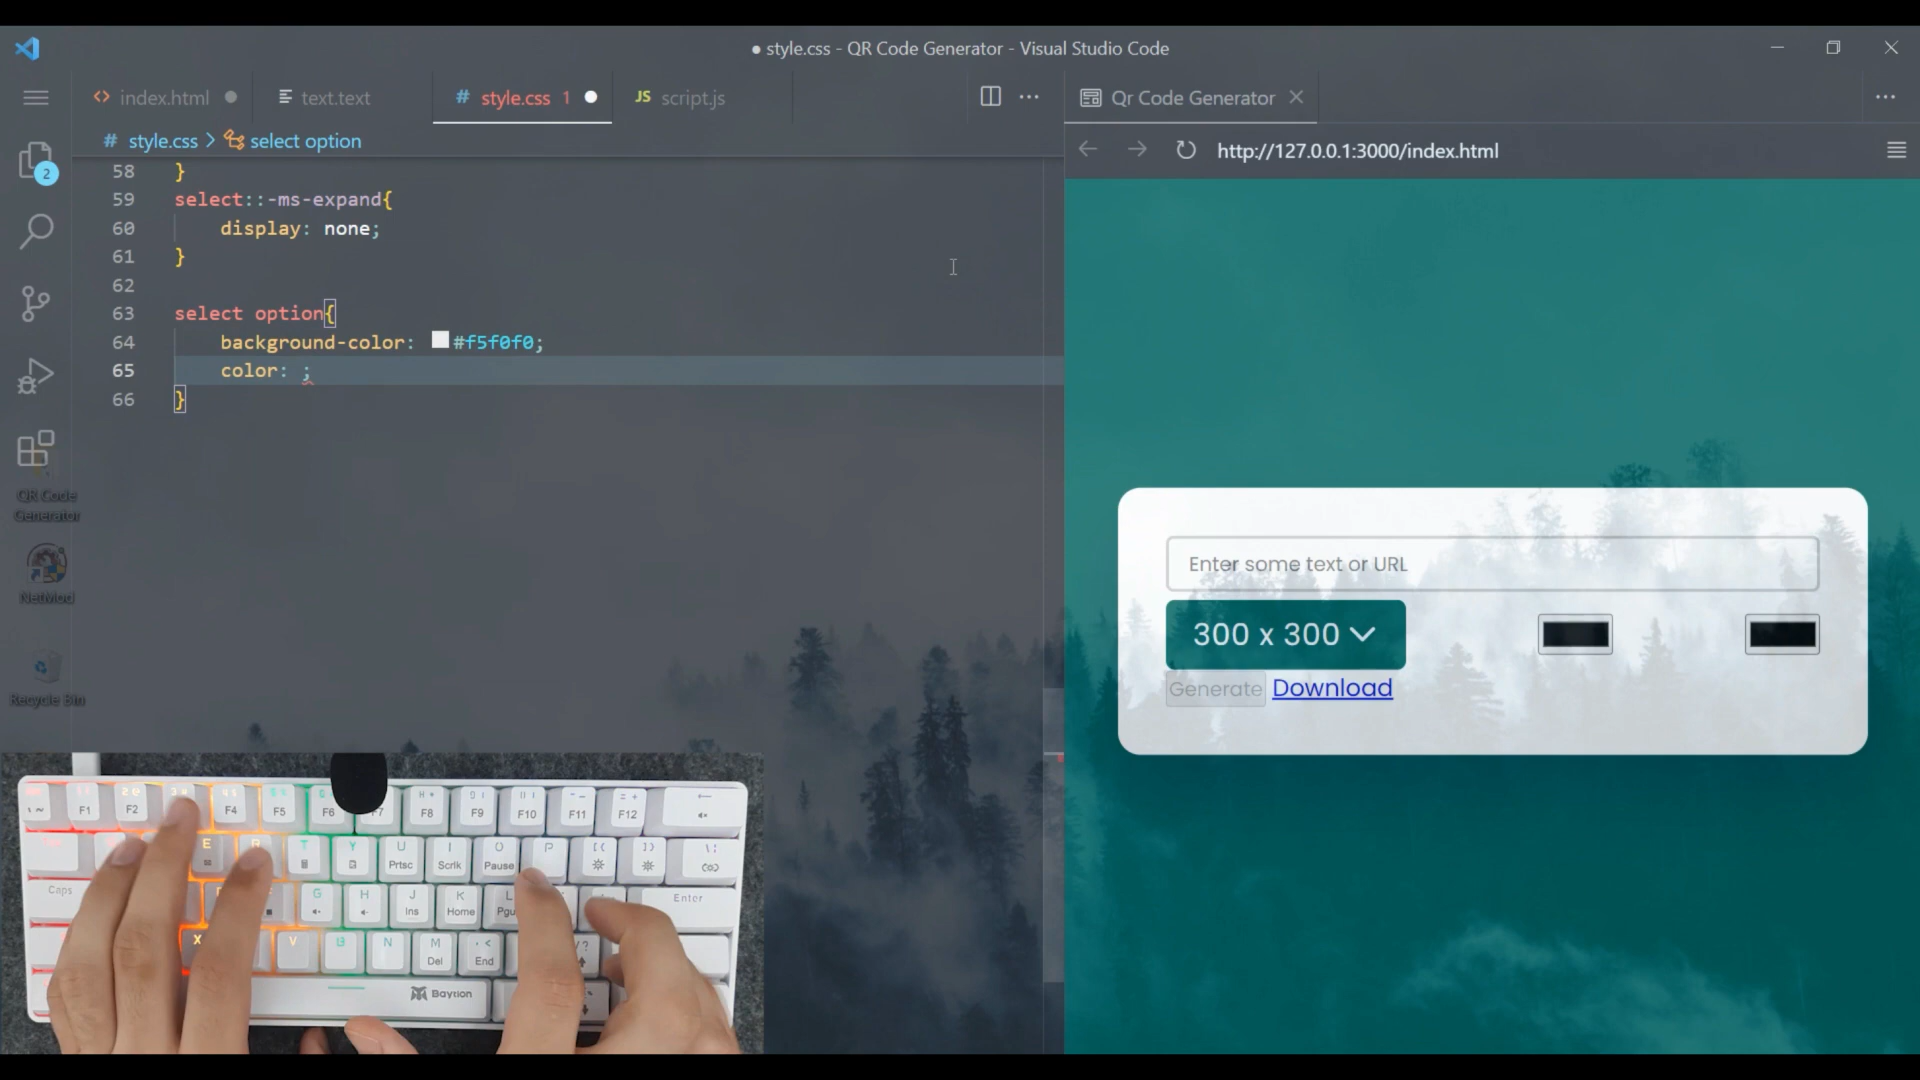 ● style.css - QR Code Generator - Visual Studio Code
index.html
text.text
# style.css 1
JS script.js
Qr Code Generator
# style.css > select option
http://127.0.0.1:3000/index.html
58 }
59 select::-ms-expand{
60 display: none;
61 }
62
63 select option{
64 background-color: #f5f0f0;
65 color: ;
66 }
2
QR Code
Generator
NetMod
Recycle Bin
Enter some text or URL
300 x 300
Generate Download
F1 F2 F4 F5 F6 F7 F8 F9 F10 F11 F12
E R T Y U I O P
Prtsc Scrlk Pause
Caps G H J K L Enter
Ins Home Pgu
X V B N M
Del End
Baytion